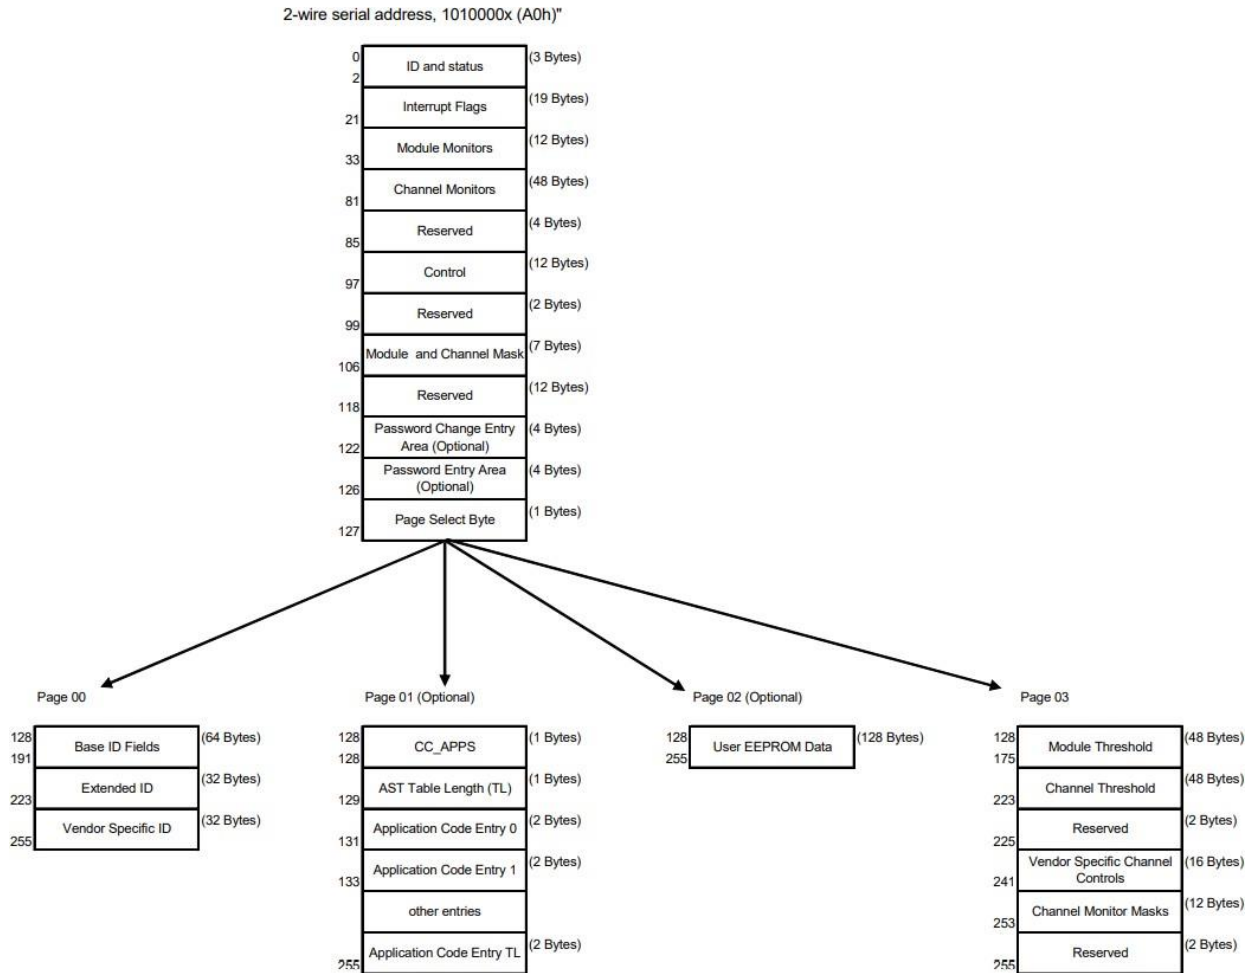 2-wire serial address, 1010000x (A0h)"
0
2
ID and status
(3 Bytes)
21
Interrupt Flags
(19 Bytes)
33
Module Monitors
(12 Bytes)
81
Channel Monitors
(48 Bytes)
85
Reserved
(4 Bytes)
97
Control
(12 Bytes)
99
Reserved
(2 Bytes)
106
Module and Channel Mask
(7 Bytes)
118
Reserved
(12 Bytes)
122
Password Change Entry
Area (Optional)
(4 Bytes)
126
Password Entry Area
(Optional)
(4 Bytes)
127
Page Select Byte
(1 Bytes)
Page 00
128
191
Base ID Fields
(64 Bytes)
223
Extended ID
(32 Bytes)
255
Vendor Specific ID
(32 Bytes)
Page 01 (Optional)
128
128
CC_APPS
(1 Bytes)
129
AST Table Length (TL)
(1 Bytes)
131
Application Code Entry 0
(2 Bytes)
133
Application Code Entry 1
(2 Bytes)
other entries
255
Application Code Entry TL
(2 Bytes)
Page 02 (Optional)
128
255
User EEPROM Data
(128 Bytes)
Page 03
128
175
Module Threshold
(48 Bytes)
223
Channel Threshold
(48 Bytes)
225
Reserved
(2 Bytes)
241
Vendor Specific Channel
Controls
(16 Bytes)
253
Channel Monitor Masks
(12 Bytes)
255
Reserved
(2 Bytes)